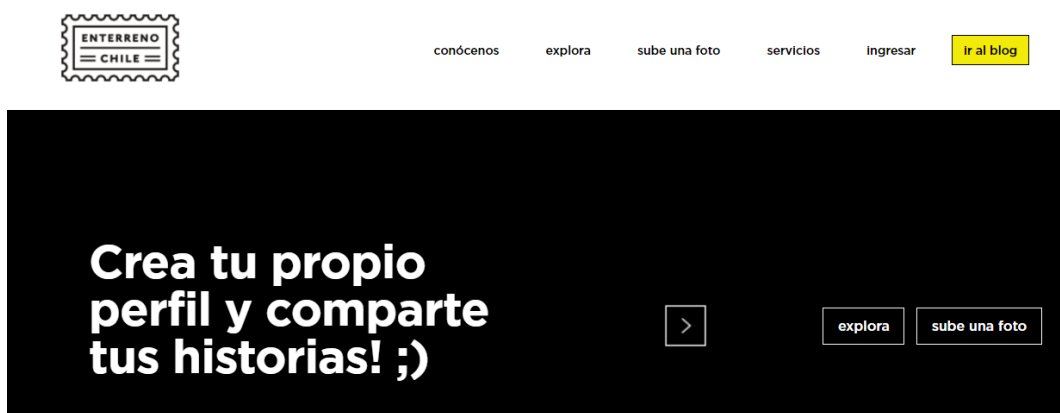 ENTERRENO
CHILE
conócenos explora sube una foto servicios ingresar ir al blog
Crea tu propio
perfil y comparte
tus historias! ;)
explora sube una foto